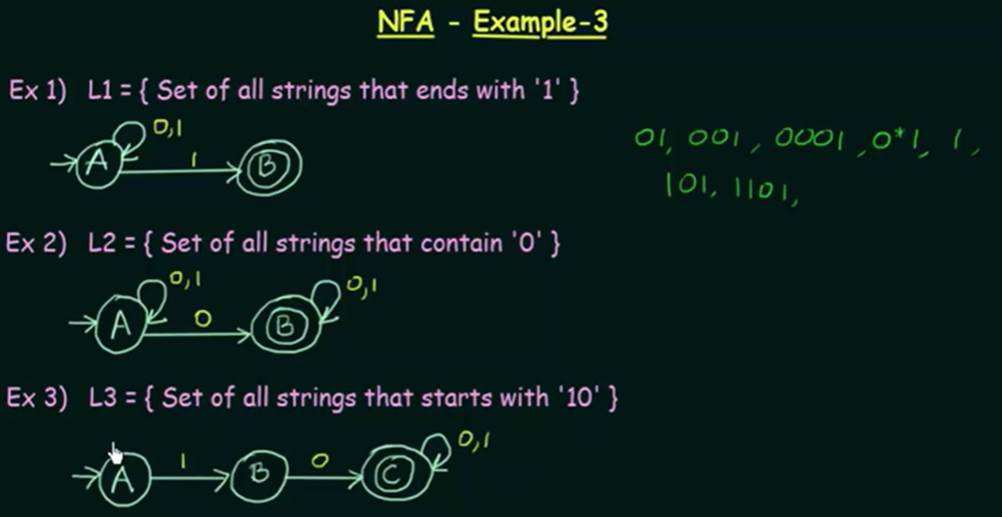 NFA - Example-3
Ex 1) L1 = { Set of all strings that ends with '1' }
0,1
A 1 B
01, 001, 0001, 0*1, 1,
101, 1101,
Ex 2) L2 = { Set of all strings that contain '0' }
0,1 0,1
A 0 B
Ex 3) L3 = { Set of all strings that starts with '10' }
0,1
A 1 B 0 C